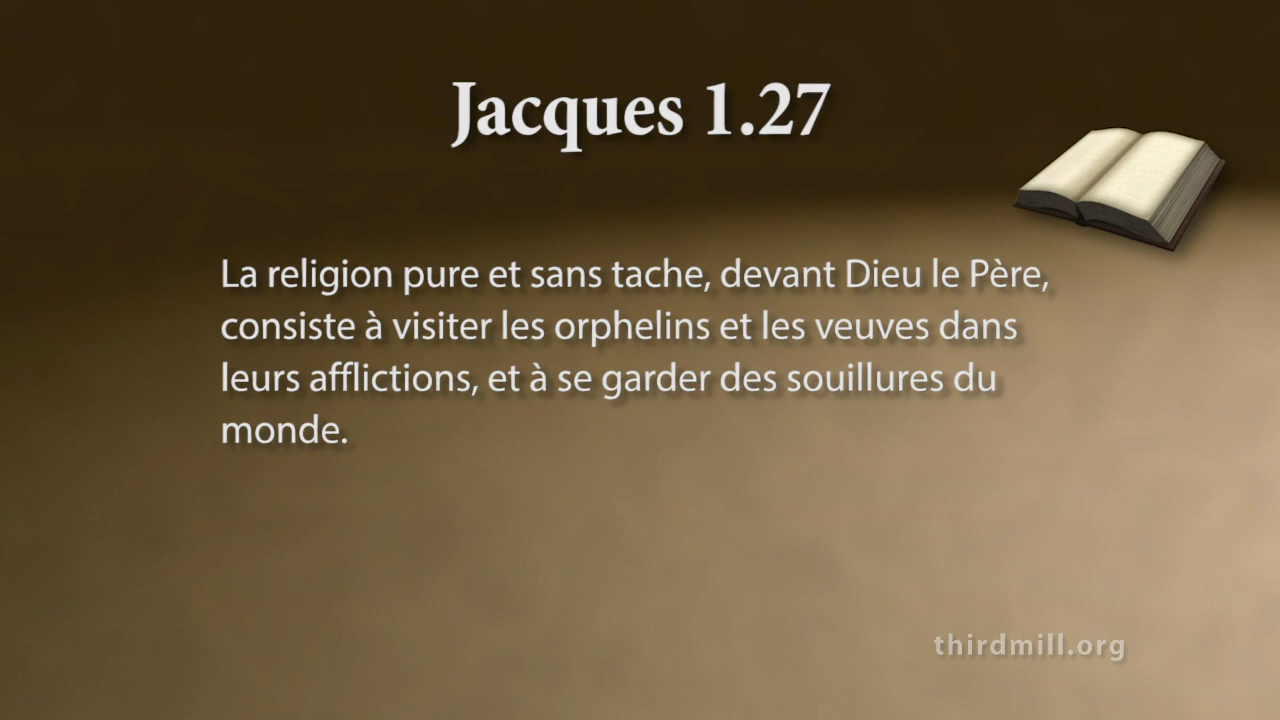 Jacques 1.27
La religion pure et sans tache, devant Dieu le Père,
consiste à visiter les orphelins et les veuves dans
leurs afflictions, et à se garder des souillures du
monde.
thirdmill.org